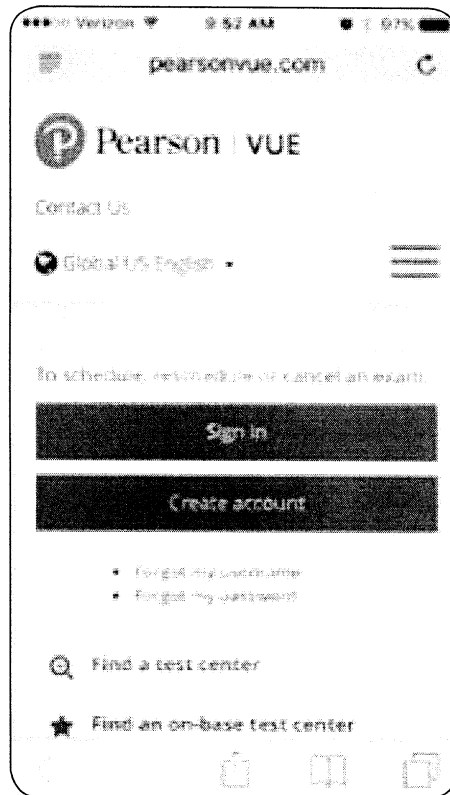 Verizon 9:52 AM 97%
pearsonvue.com
Pearson | VUE
Contact Us
Global US English
To schedule, reschedule or cancel an exam:
Sign in
Create account
Forgot my username
Forgot my password
Find a test center
Find an on-base test center